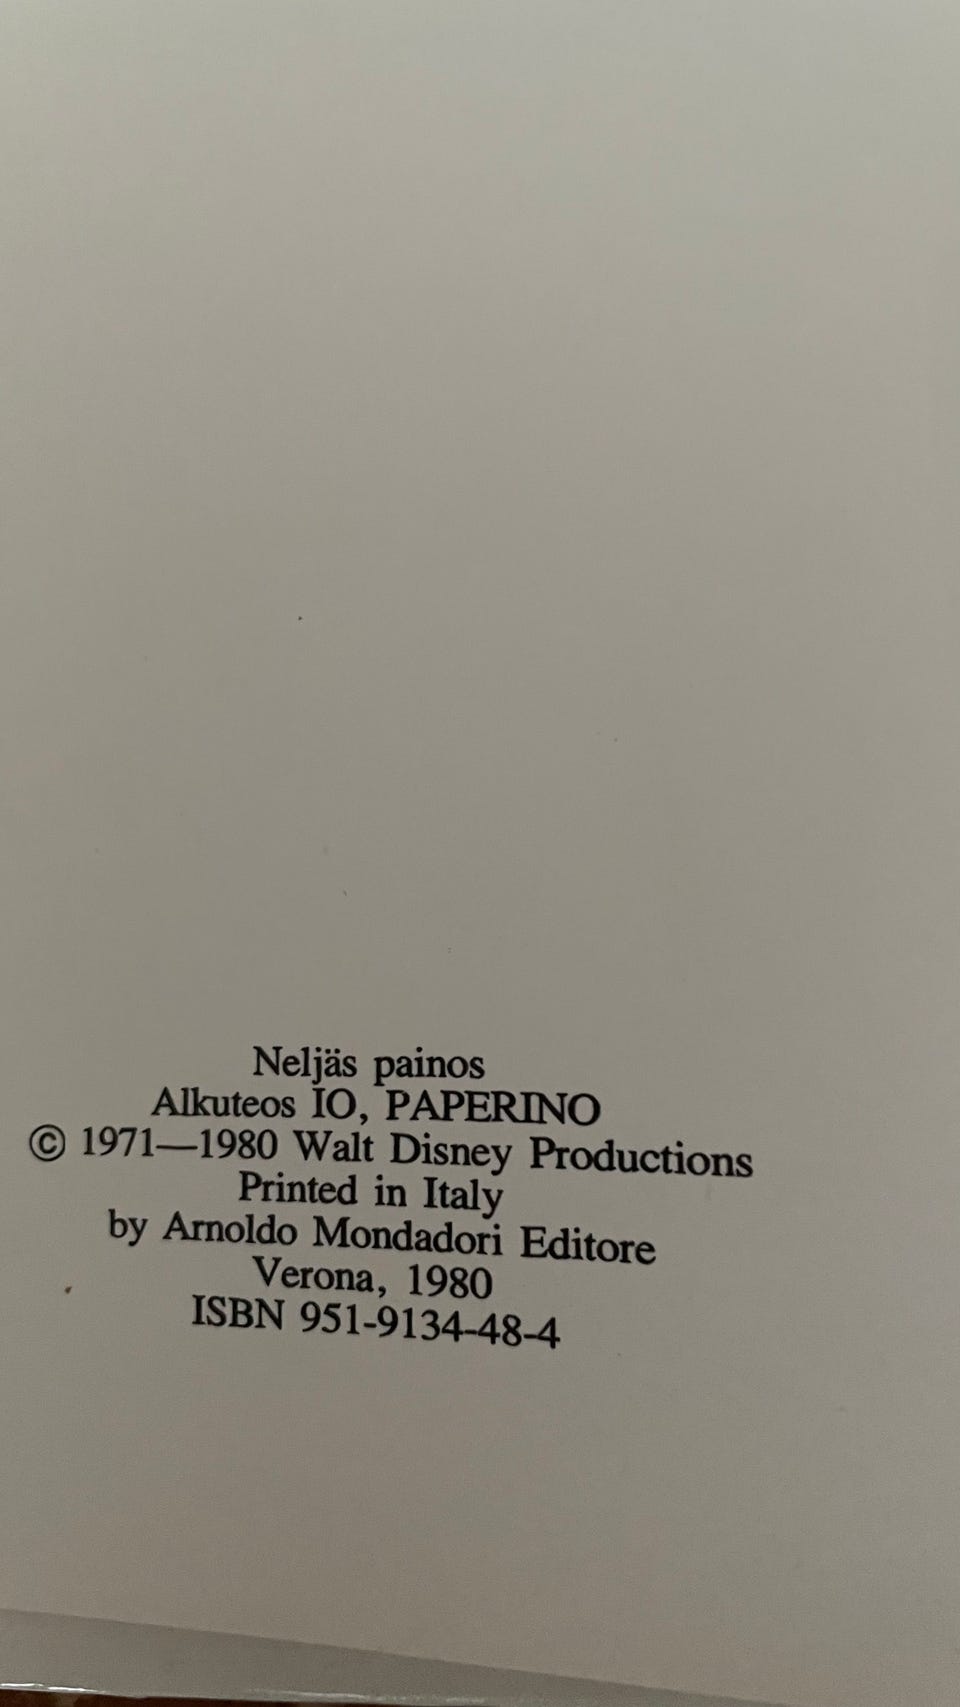 Neljäs painos
Alkuteos IO, PAPERINO
© 1971—1980 Walt Disney Productions
Printed in Italy
by Arnoldo Mondadori Editore
Verona, 1980
ISBN 951-9134-48-4